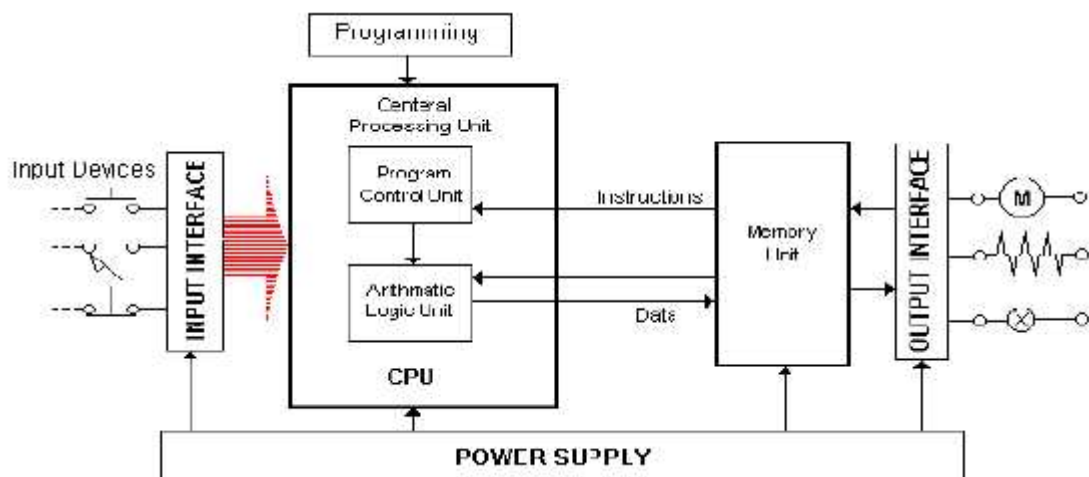 Programming
Centeral
Processing Unit
Input Devices
INPUT INTERFACE
Program
Control Unit
Instructions
Memory
Unit
OUTPUT INTERFACE
M
Arithmatic
Logic Unit
Data
CPU
POWER SUPPLY